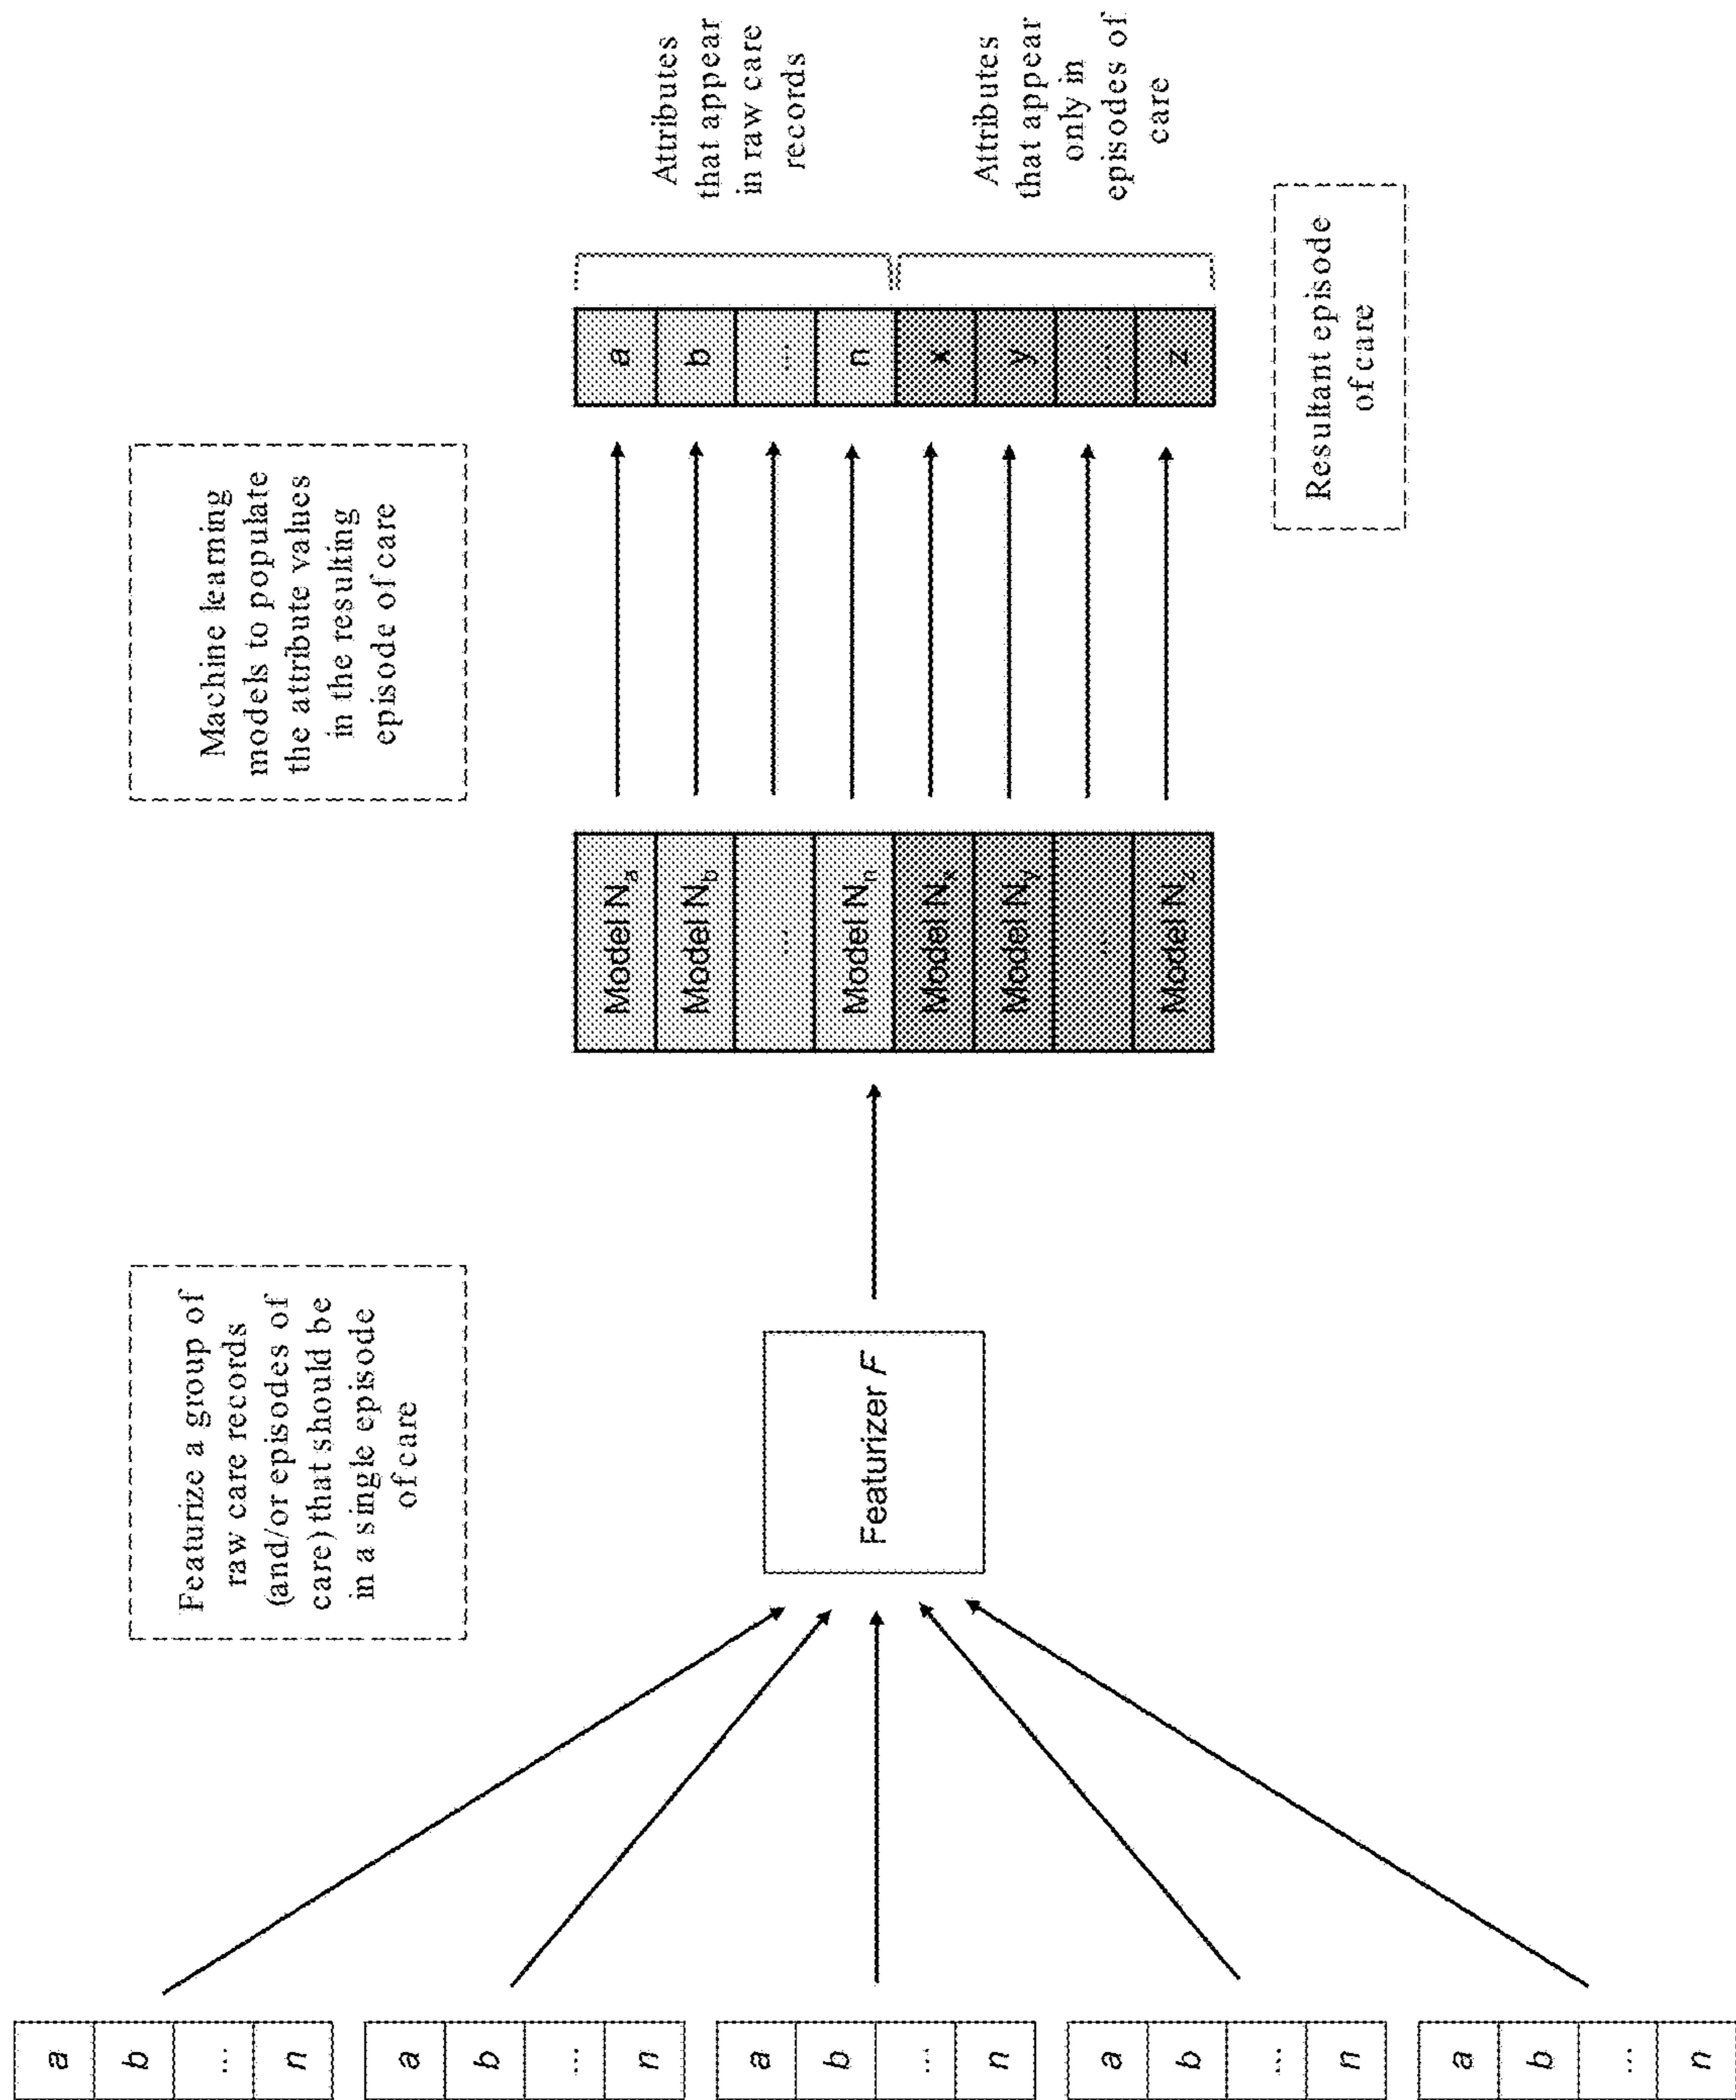 a
b
...
n
a
b
...
n
a
b
...
n
a
b
...
n
a
b
...
n
Featurize a group of
raw care records
(and/or episodes of
care) that should be
in a single episode
of care
Featurizer F
Machine learning
models to populate
the attribute values
in the resulting
episode of care
Model Na
Model Nb
...
Model Nn
Model Nx
Model Ny
...
Model Nz
a
b
...
n
x
y
...
z
Attributes
that appear
in raw care
records
Attributes
that appear
only in
episodes of
care
Resultant episode
of care